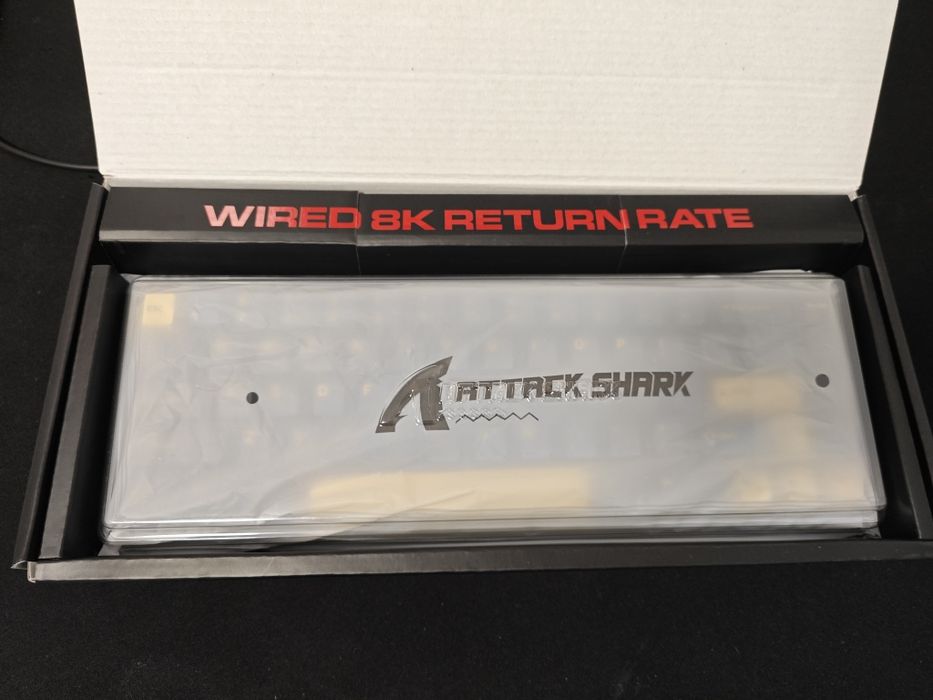 WIRED 8K RETURN RATE
ATTACK SHARK